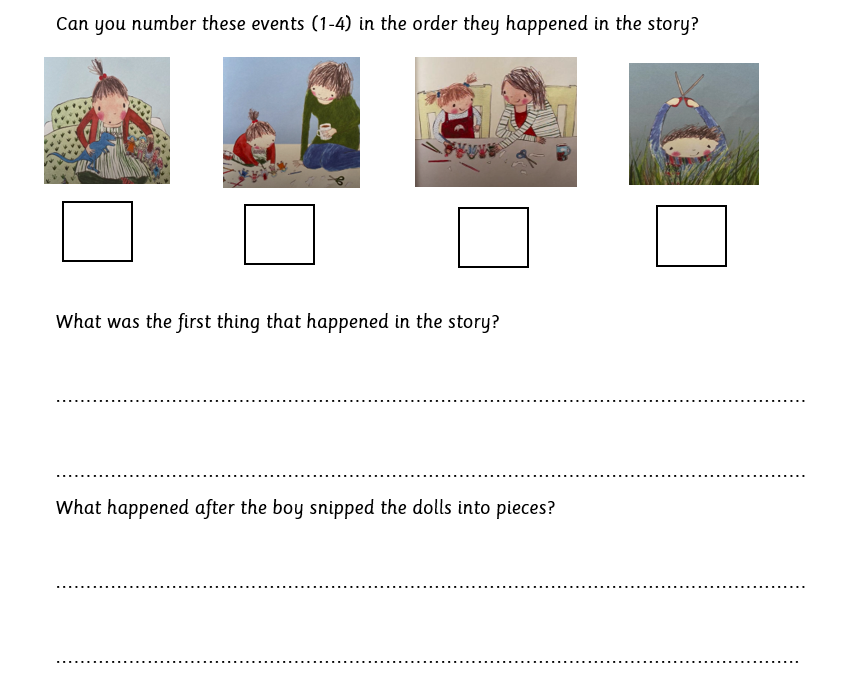 Can you number these events (1-4) in the order they happened in the story?
What was the first thing that happened in the story?
................................................................................................................................
................................................................................................................................
What happened after the boy snipped the dolls into pieces?
................................................................................................................................
...............................................................................................................................